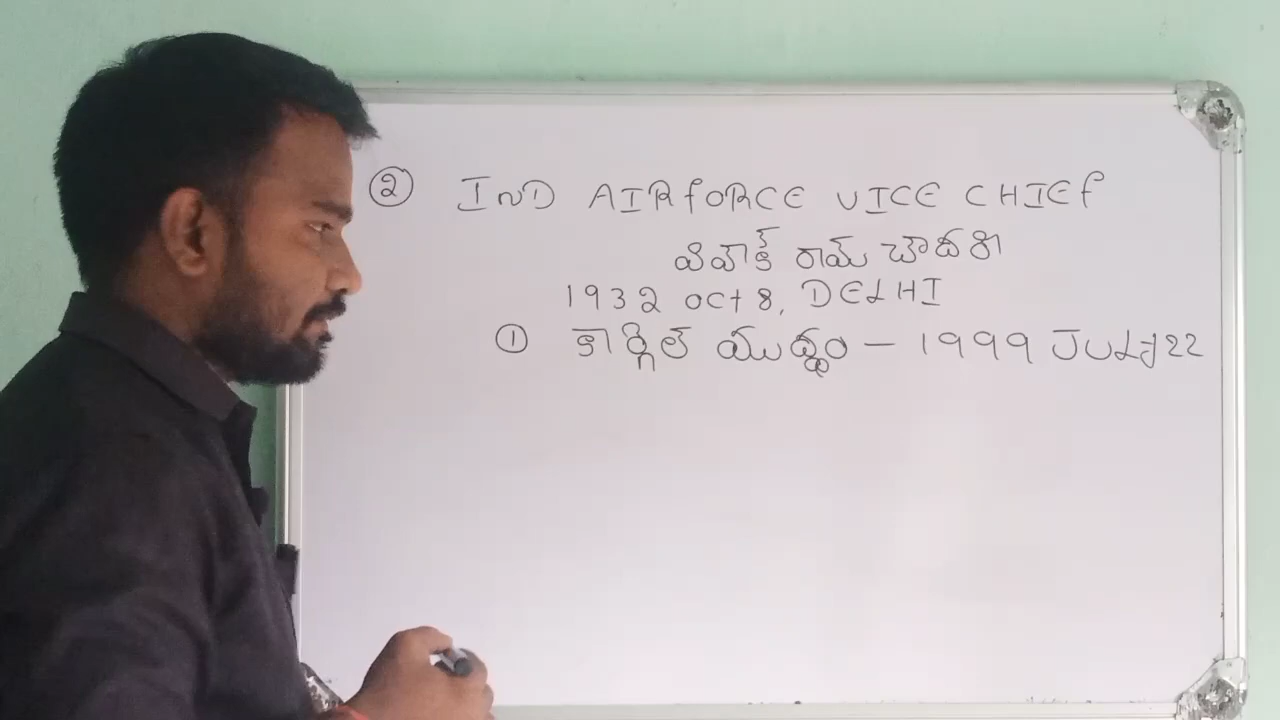 ② IND AIRFORCE VICE CHIEF
వివేక్ రామ్ చౌదరి
1932 OCT 8, DELHI
① కార్గిల్ యుద్ధం - 1999 JULY 22